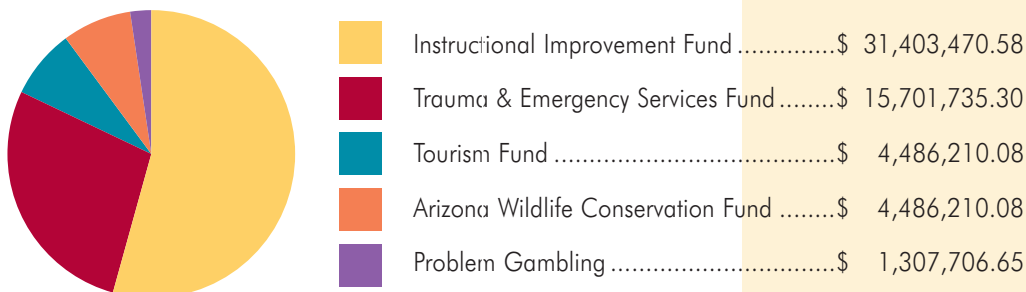 Instructional Improvement Fund ..............$ 31,403,470.58
Trauma & Emergency Services Fund ........$ 15,701,735.30
Tourism Fund .......................................$ 4,486,210.08
Arizona Wildlife Conservation Fund ........$ 4,486,210.08
Problem Gambling ...............................$ 1,307,706.65